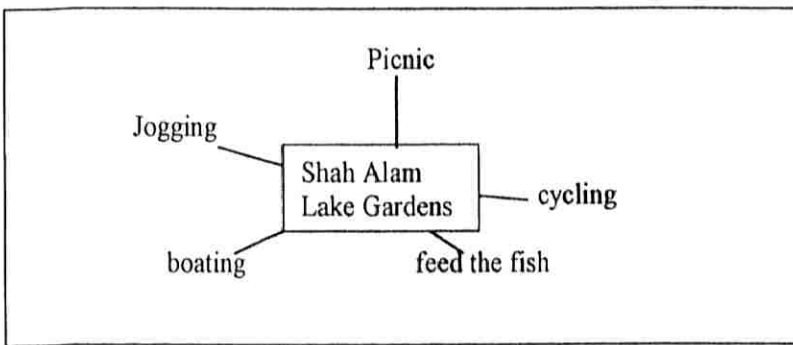 Picnic
Jogging
Shah Alam
Lake Gardens
cycling
boating
feed the fish